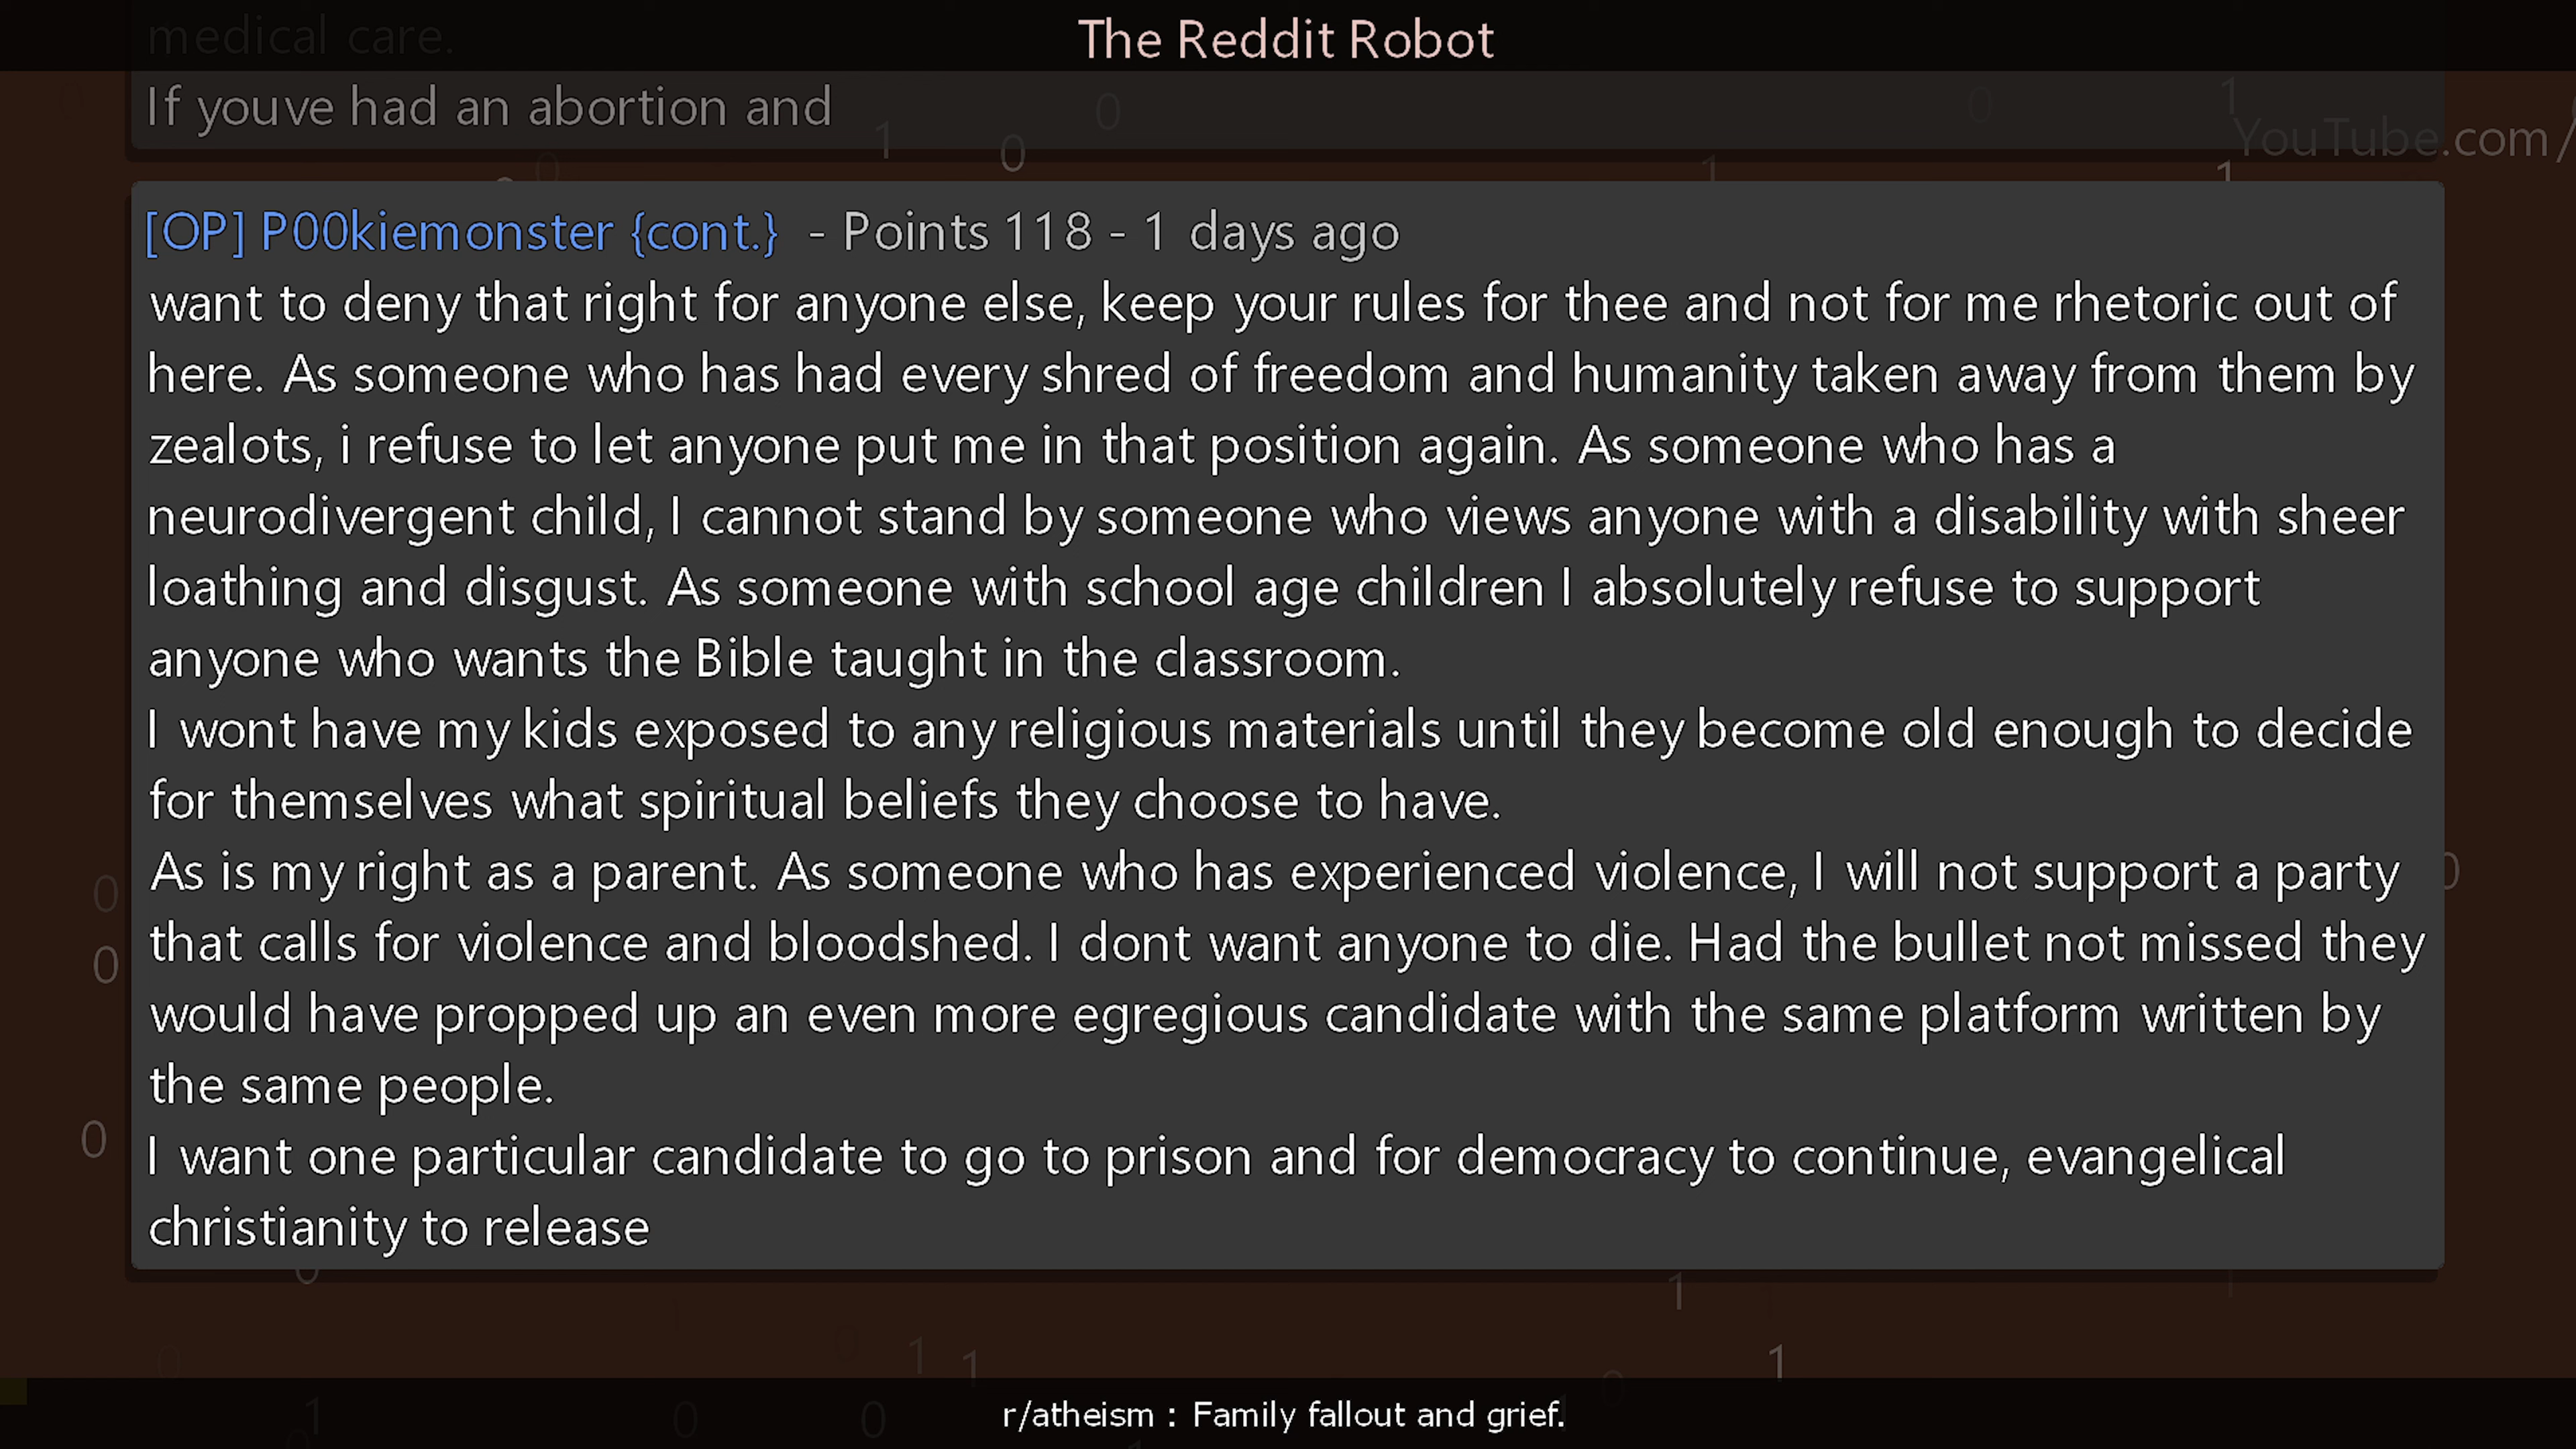 The Reddit Robot
medical care.
If youve had an abortion and
YouTube.com/
[OP] P00kiemonster {cont.} - Points 118 - 1 days ago
want to deny that right for anyone else, keep your rules for thee and not for me rhetoric out of
here. As someone who has had every shred of freedom and humanity taken away from them by
zealots, i refuse to let anyone put me in that position again. As someone who has a
neurodivergent child, I cannot stand by someone who views anyone with a disability with sheer
loathing and disgust. As someone with school age children I absolutely refuse to support
anyone who wants the Bible taught in the classroom.
I wont have my kids exposed to any religious materials until they become old enough to decide
for themselves what spiritual beliefs they choose to have.
As is my right as a parent. As someone who has experienced violence, I will not support a party
that calls for violence and bloodshed. I dont want anyone to die. Had the bullet not missed they
would have propped up an even more egregious candidate with the same platform written by
the same people.
I want one particular candidate to go to prison and for democracy to continue, evangelical
christianity to release
r/atheism : Family fallout and grief.